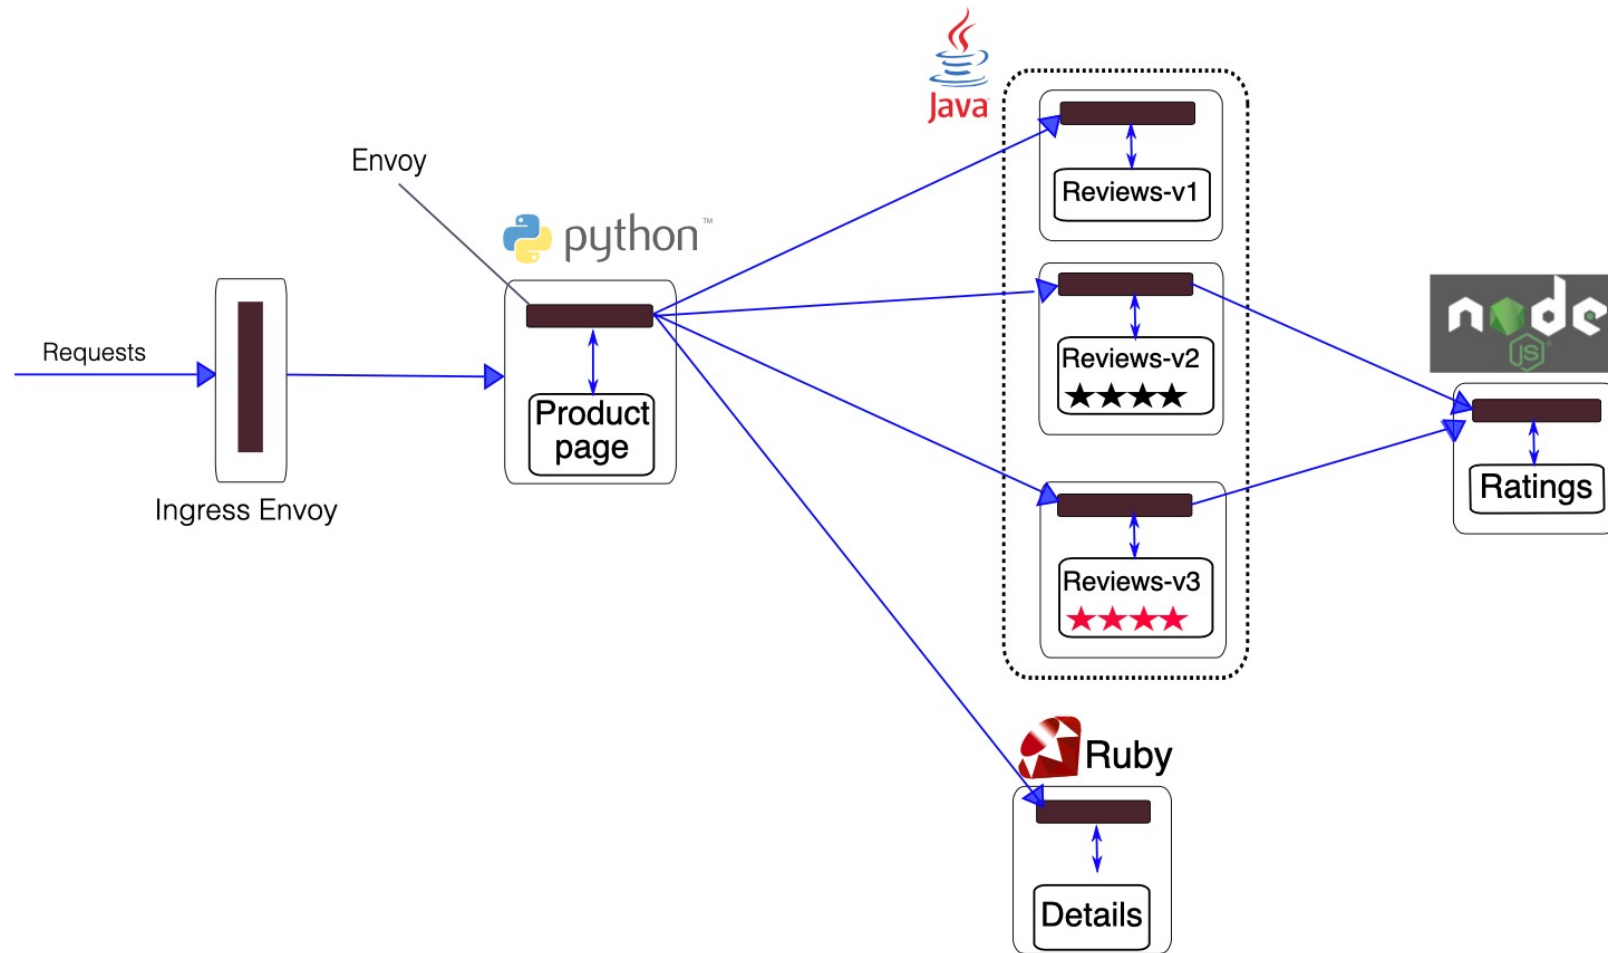 Java
Envoy
python™
Reviews-v1
Requests
Reviews-v2
node
JS
Product
page
Ratings
Ingress Envoy
Reviews-v3
Ruby
Details